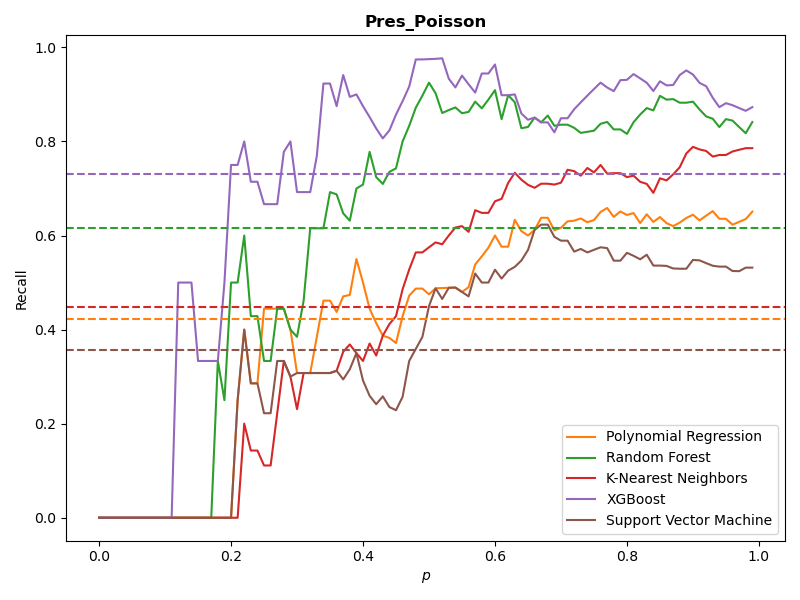 Pres_Poisson
Recall
1.0
0.8
0.6
0.4
0.2
0.0
0.0 0.2 0.4 0.6 0.8 1.0
p
Polynomial Regression
Random Forest
K-Nearest Neighbors
XGBoost
Support Vector Machine